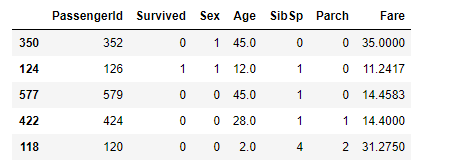 PassengerId Survived Sex Age SibSp Parch Fare
350 352 0 1 45.0 0 0 35.0000
124 126 1 1 12.0 1 0 11.2417
577 579 0 0 45.0 1 0 14.4583
422 424 0 0 28.0 1 1 14.4000
118 120 0 0 2.0 4 2 31.2750